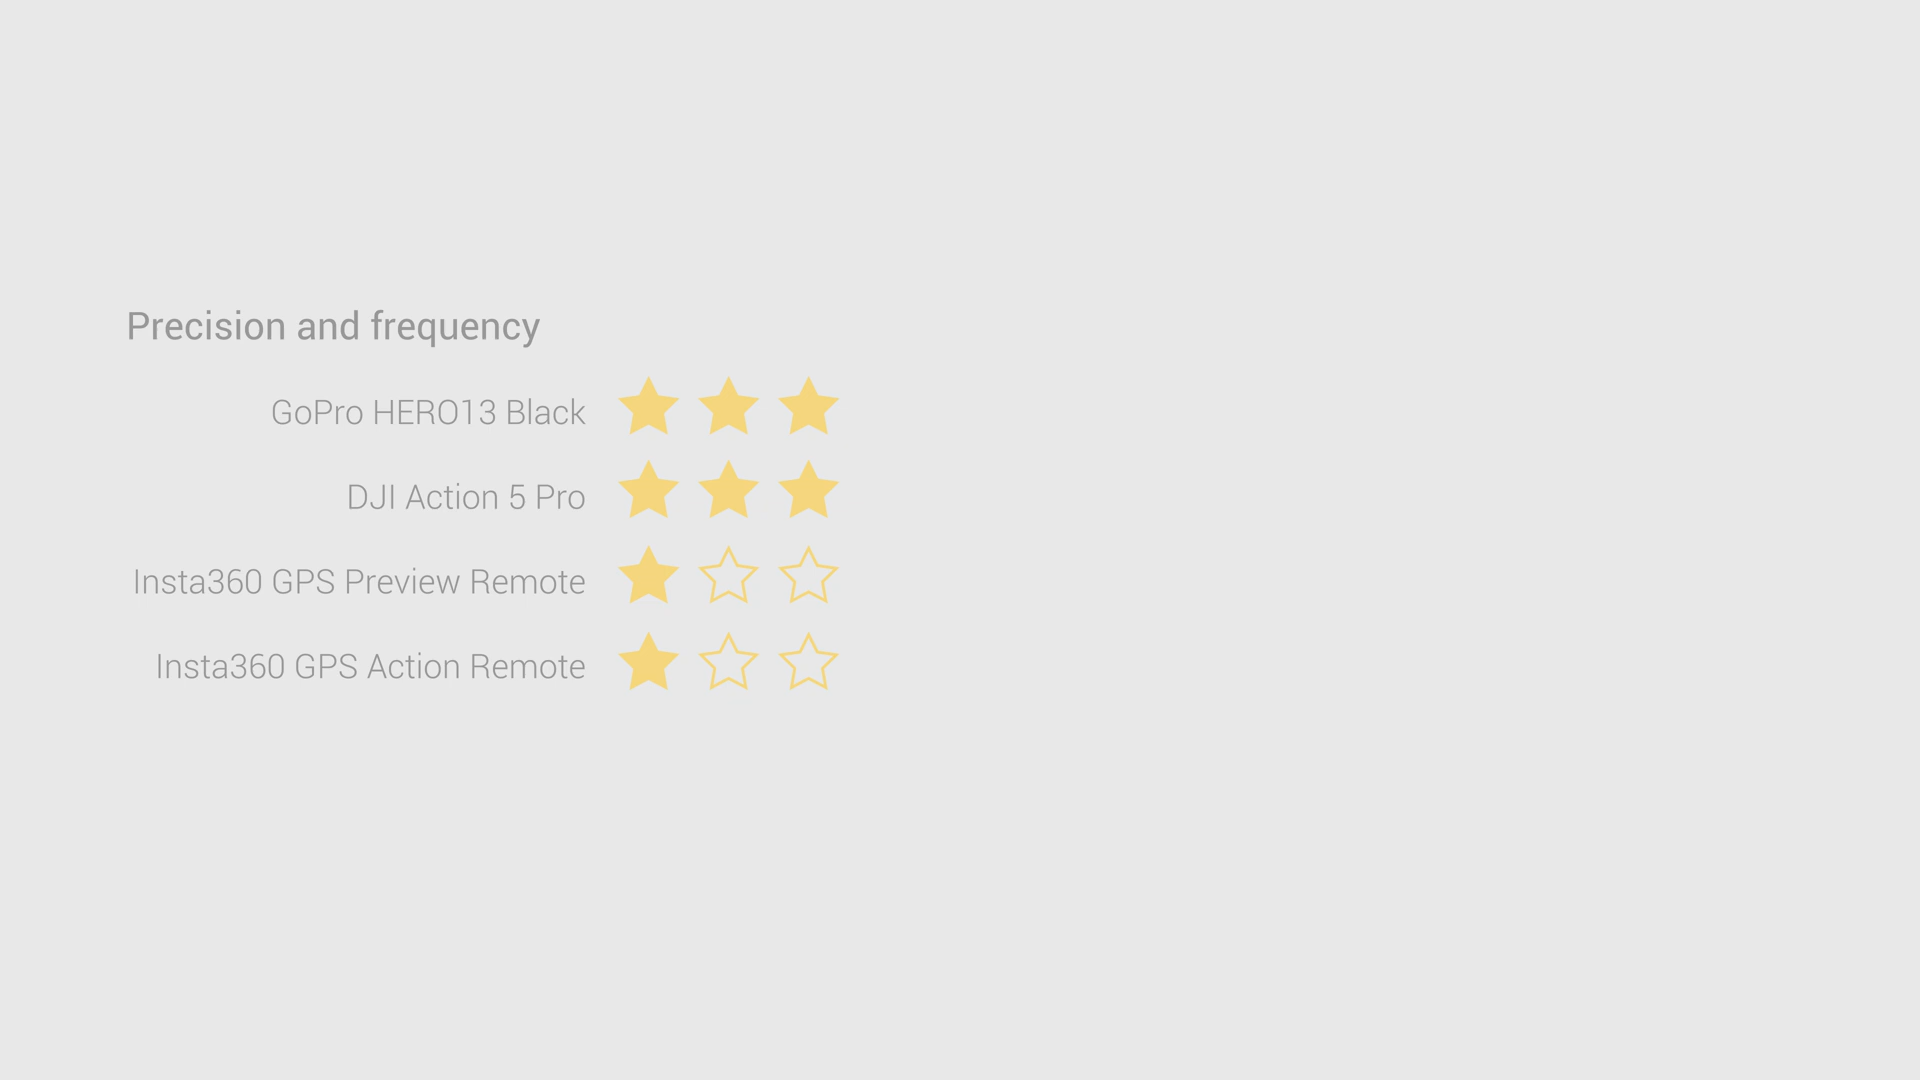 Precision and frequency
GoPro HERO13 Black
DJI Action 5 Pro
Insta360 GPS Preview Remote
Insta360 GPS Action Remote